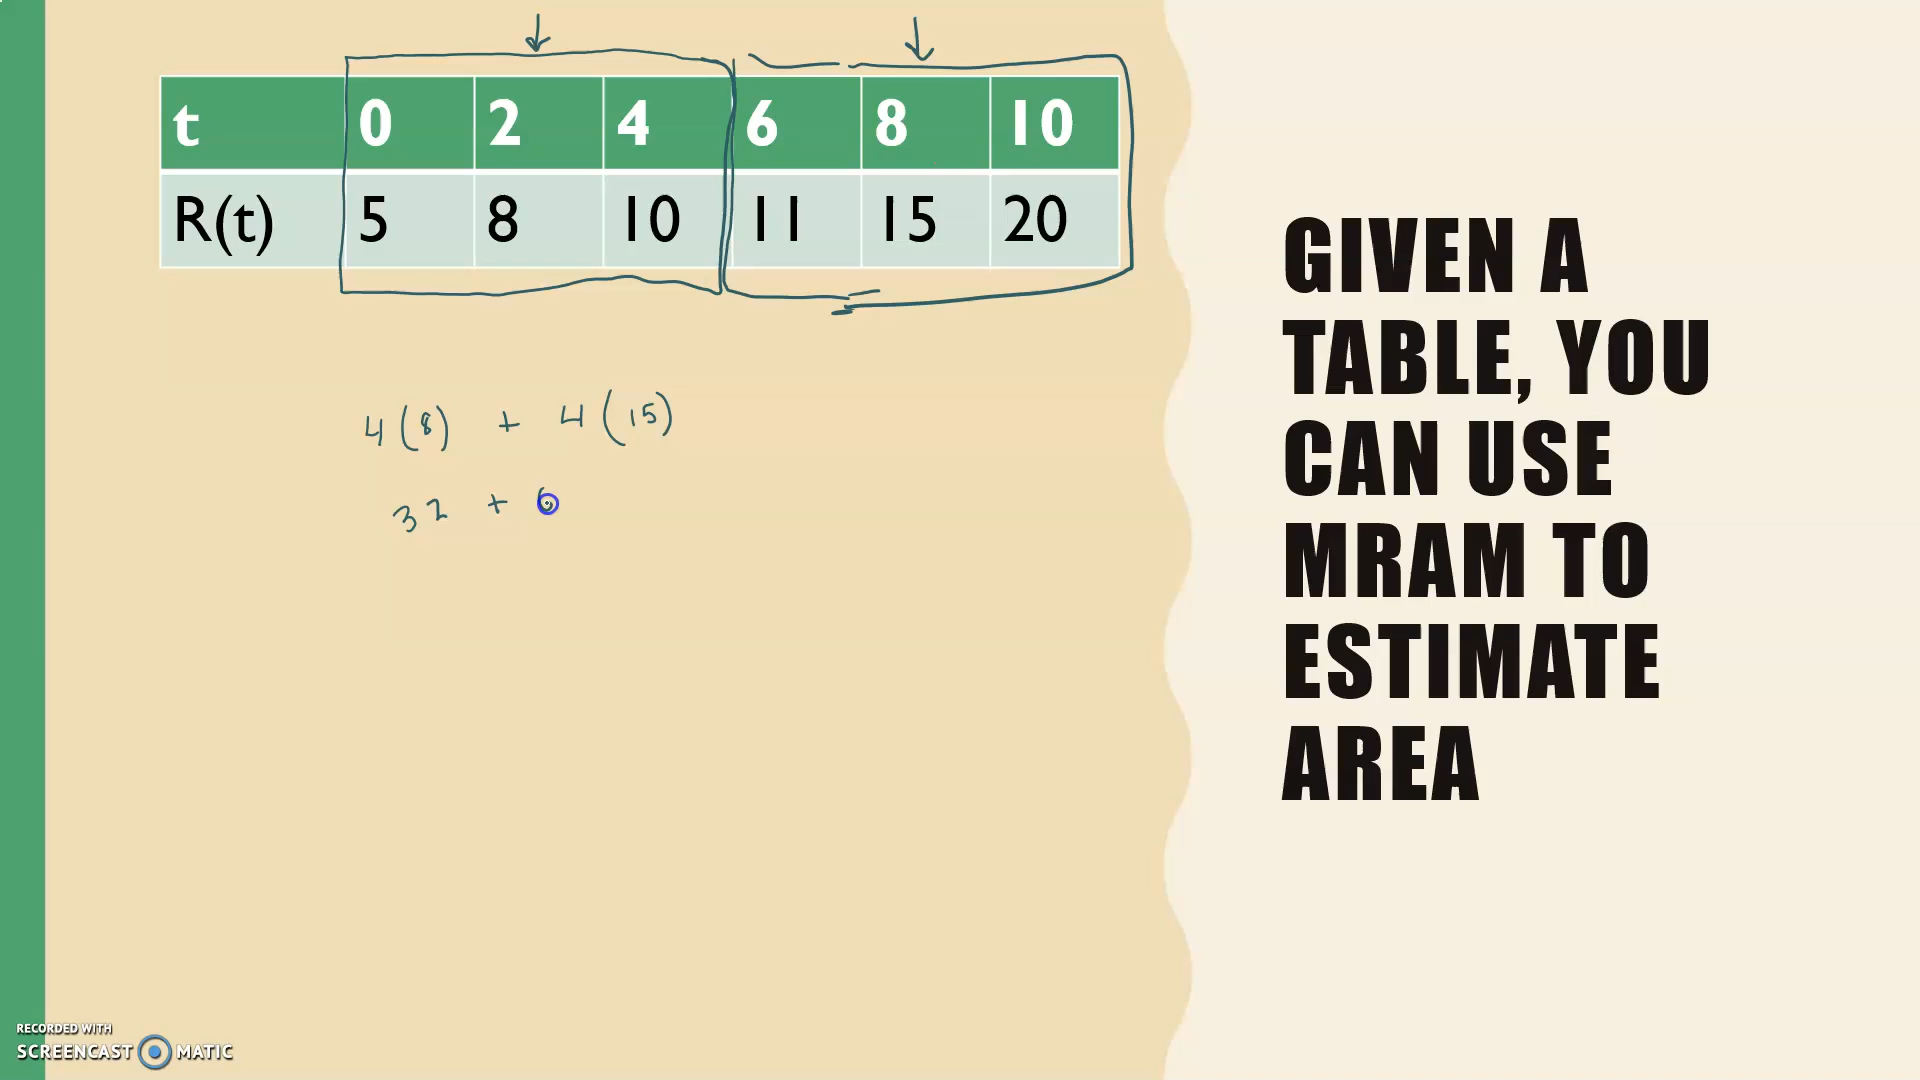 t 0 2 4 6 8 10
R(t) 5 8 10 11 15 20
4(8) + 4(15)
32 + 6
GIVEN A
TABLE, YOU
CAN USE
MRAM TO
ESTIMATE
AREA
RECORDED WITH
SCREENCAST MATIC